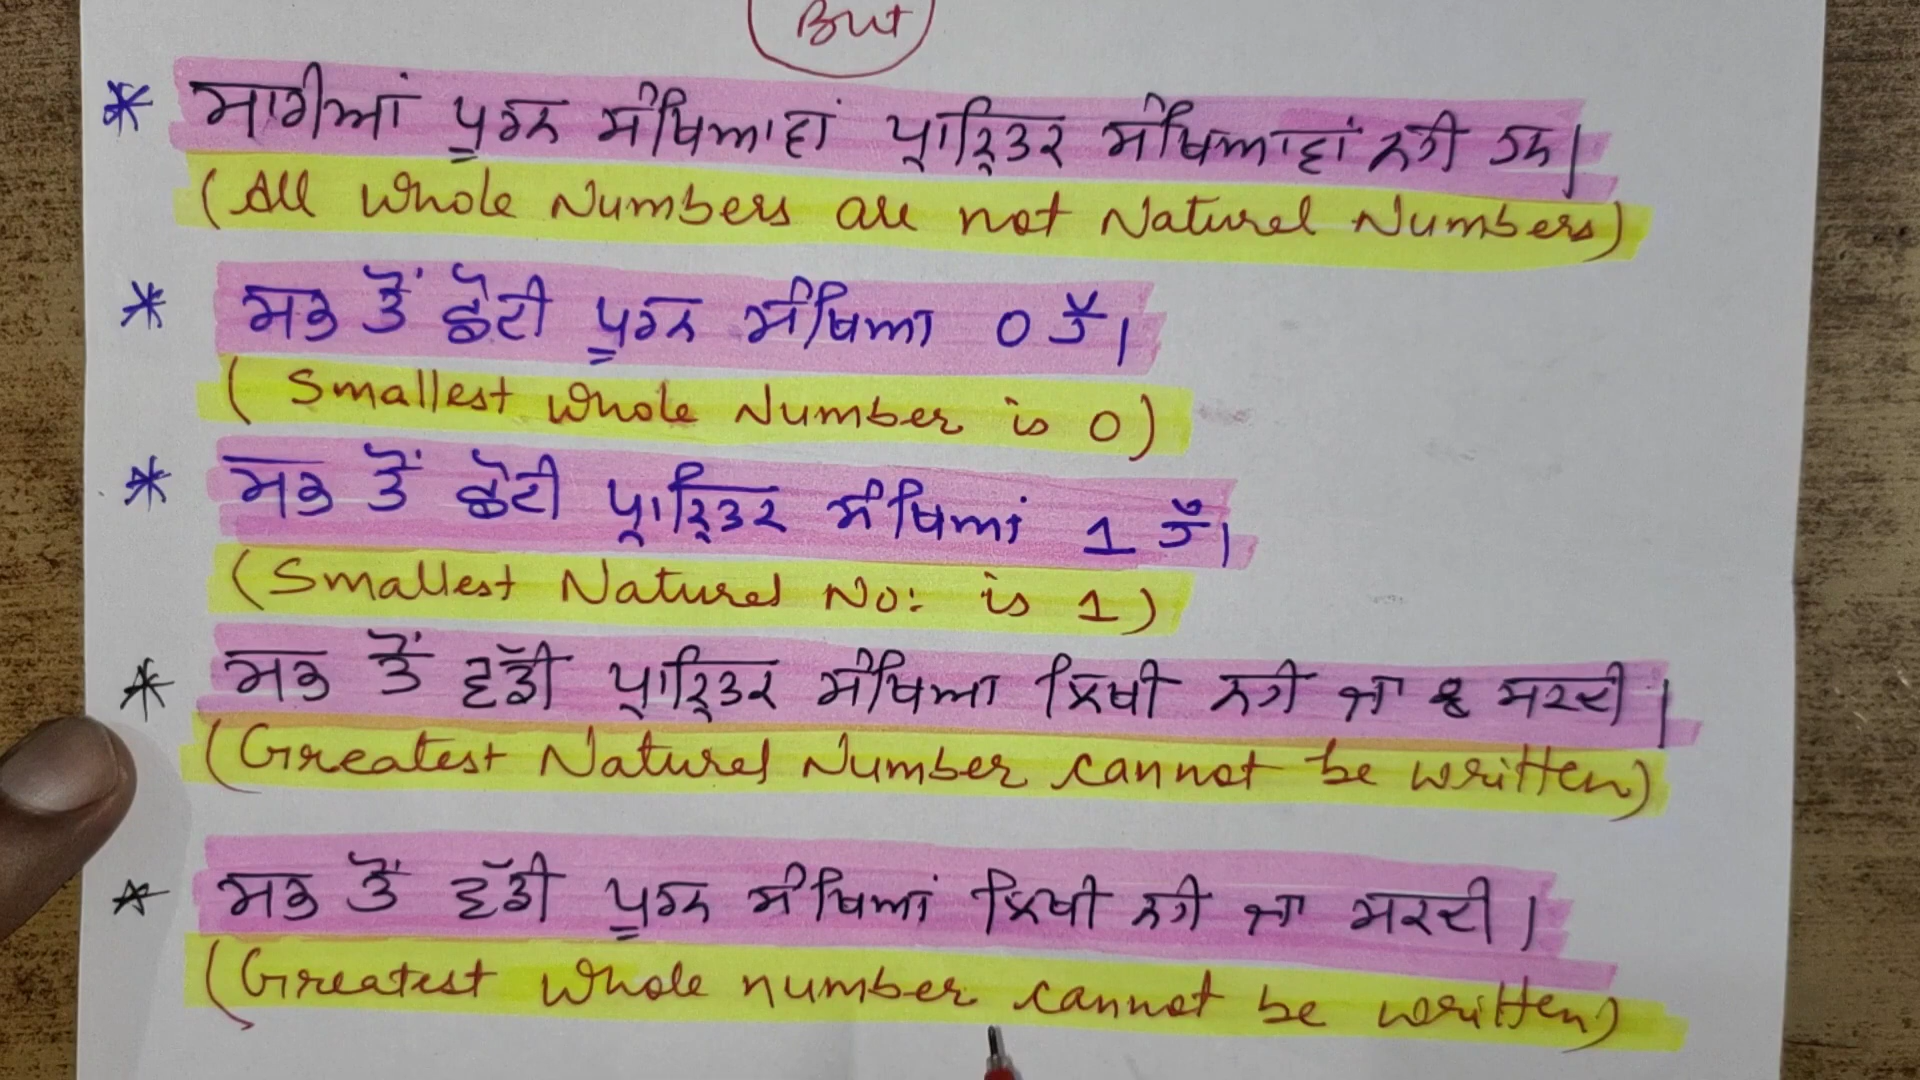 But
* ਸਾਰੀਆਂ ਪੂਰਨ ਸੰਖਿਆਵਾਂ ਪ੍ਰਾਕ੍ਰਿਤਕ ਸੰਖਿਆਵਾਂ ਨਹੀਂ ਹਨ।
(All Whole Numbers are not Natural Numbers)
* ਸਭ ਤੋਂ ਛੋਟੀ ਪੂਰਨ ਸੰਖਿਆ 0 ਹੈ।
(Smallest Whole Number is 0)
* ਸਭ ਤੋਂ ਛੋਟੀ ਪ੍ਰਾਕ੍ਰਿਤਕ ਸੰਖਿਆਂ 1 ਹੈ।
(Smallest Natural No: is 1)
* ਸਭ ਤੋਂ ਵੱਡੀ ਪ੍ਰਾਕ੍ਰਿਤਕ ਸੰਖਿਆ ਲਿਖੀ ਨਹੀ ਜਾ ਸਕਦੀ।
(Greatest Natural Number cannot be written)
* ਸਭ ਤੋਂ ਵੱਡੀ ਪੂਰਨ ਸੰਖਿਆਂ ਲਿਖੀ ਨਹੀ ਜਾ ਸਕਦੀ।
(Greatest Whole number cannot be written)